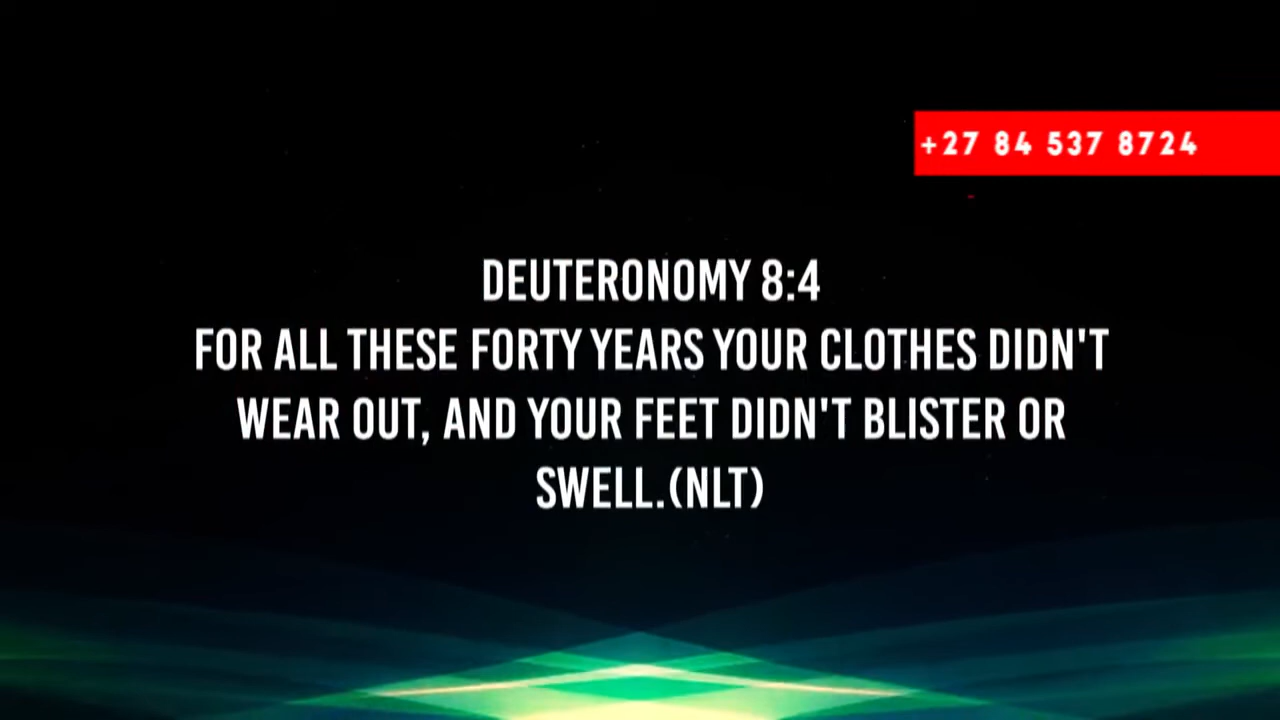 +27 84 537 8724
DEUTERONOMY 8:4
FOR ALL THESE FORTY YEARS YOUR CLOTHES DIDN'T
WEAR OUT, AND YOUR FEET DIDN'T BLISTER OR
SWELL.(NLT)